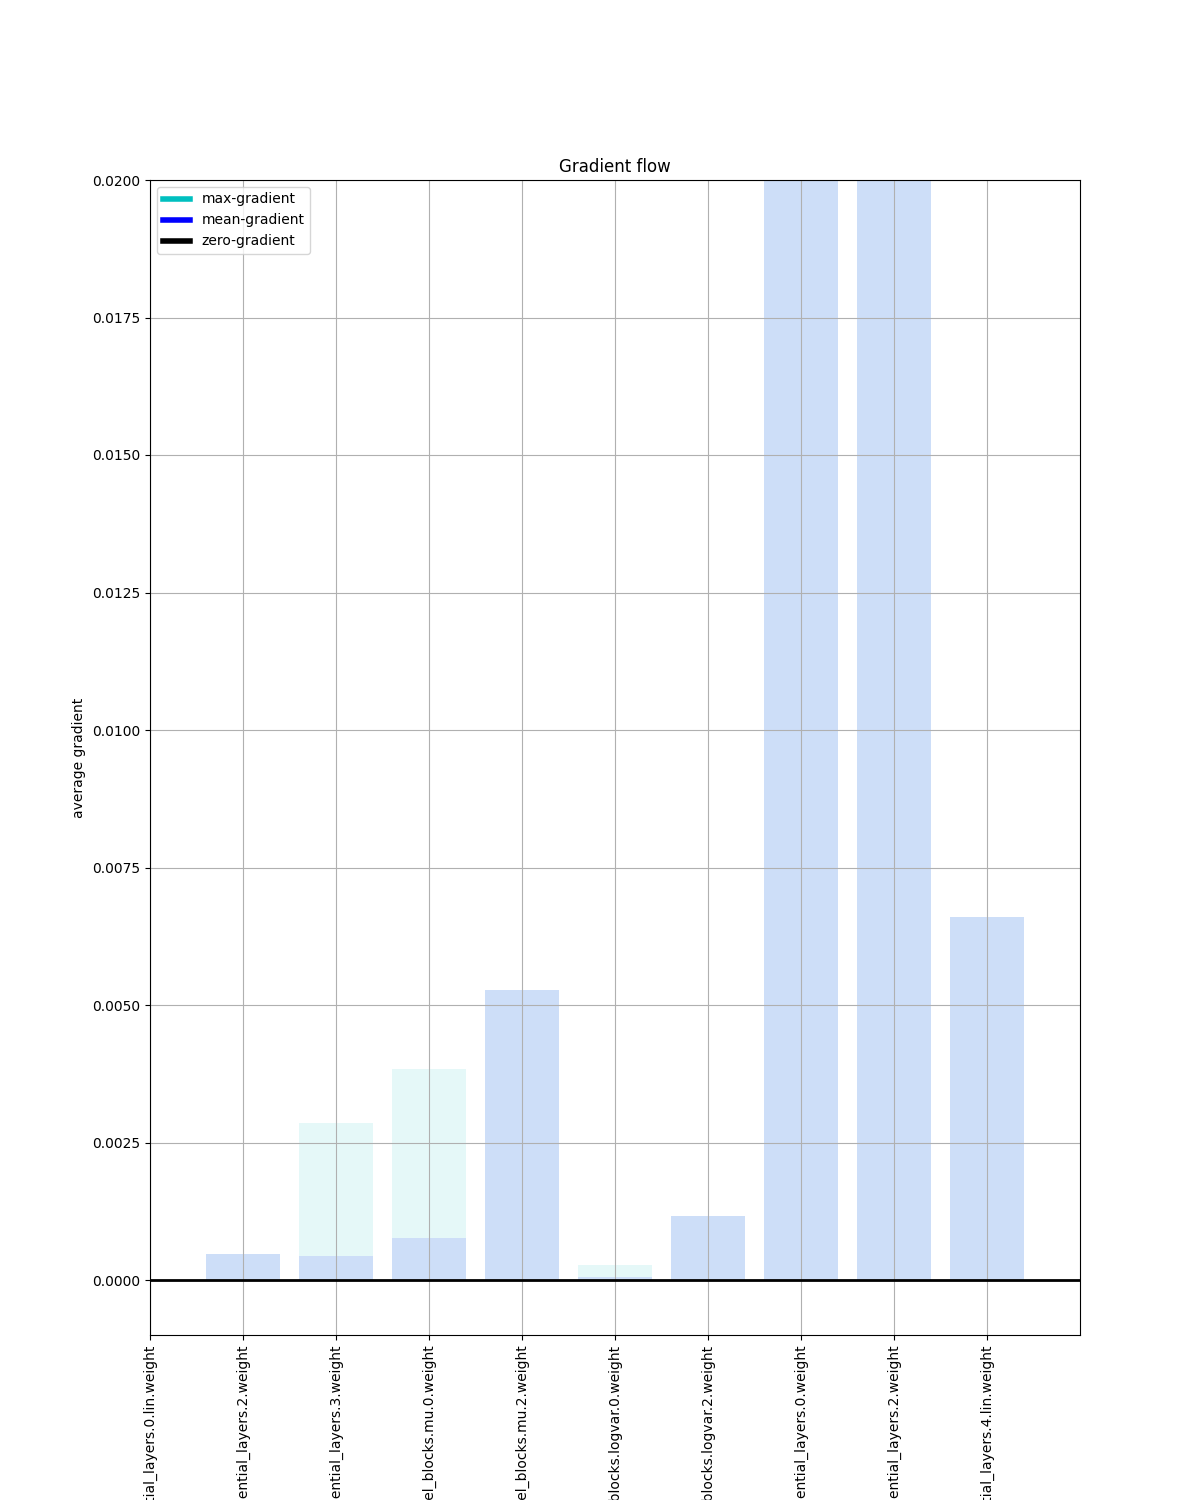 Gradient flow
max-gradient
mean-gradient
zero-gradient
0.0200
0.0175
0.0150
0.0125
0.0100
0.0075
0.0050
0.0025
0.0000
average gradient
tial_layers.0.lin.weight
ential_layers.2.weight
ential_layers.3.weight
el_blocks.mu.0.weight
el_blocks.mu.2.weight
blocks.logvar.0.weight
blocks.logvar.2.weight
ential_layers.0.weight
ential_layers.2.weight
tial_layers.4.lin.weight